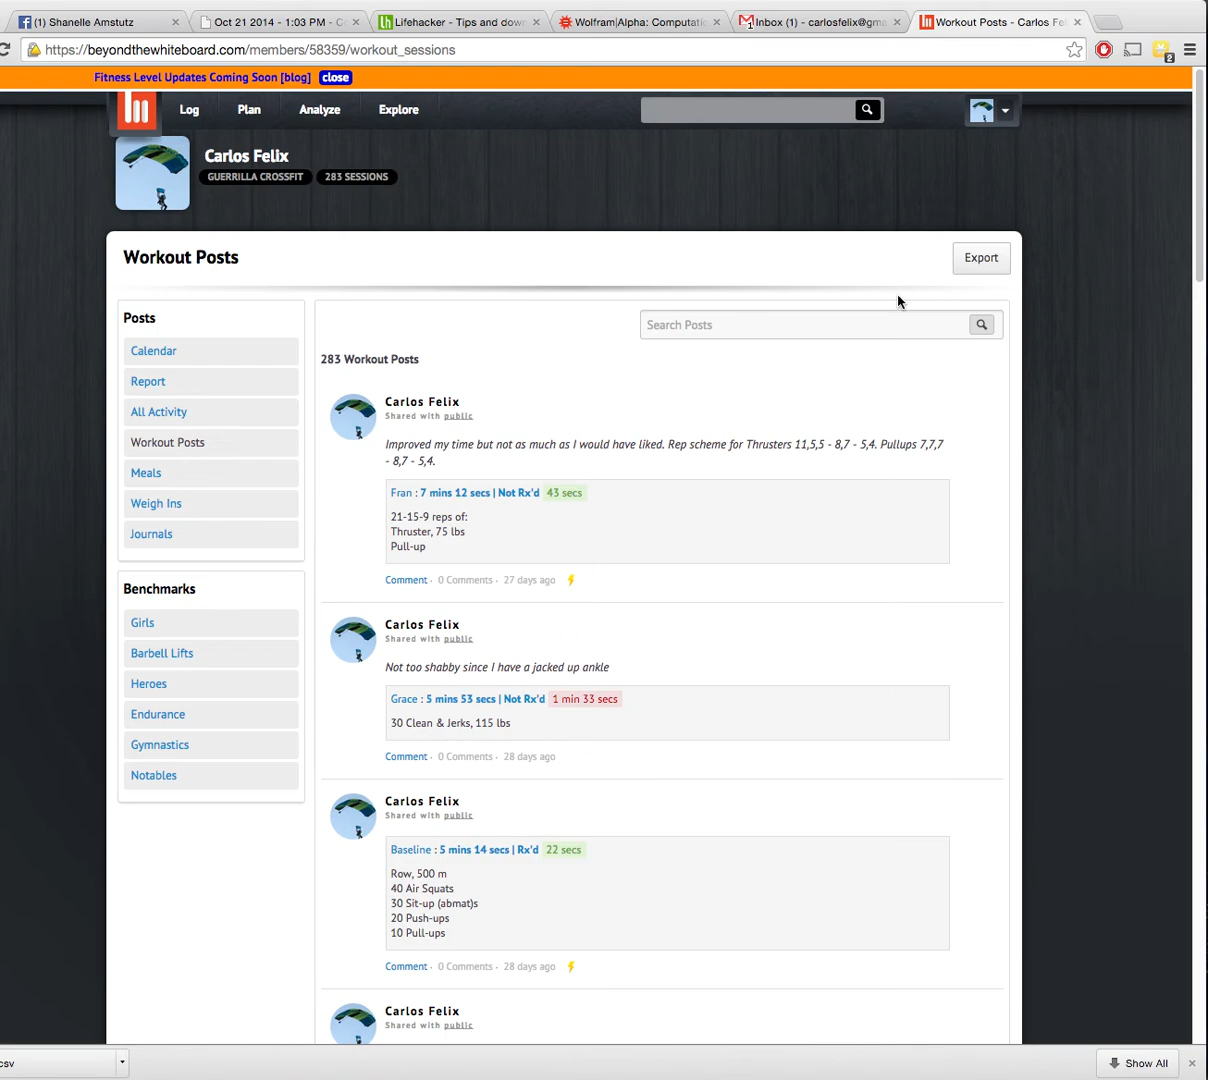 (1) Shanelle Amstutz
Oct 21 2014 - 1:03 PM - C
Lifehacker - Tips and dow
Wolfram|Alpha: Computati
Inbox (1) - carlosfelix@gma
Workout Posts - Carlos Fe
https://beyondthewhiteboard.com/members/58359/workout_sessions
2
Fitness Level Updates Coming Soon [blog] close
Log Plan Analyze Explore
Carlos Felix
GUERRILLA CROSSFIT 283 SESSIONS
Workout Posts
Export
Posts
Calendar
Report
All Activity
Workout Posts
Meals
Weigh Ins
Journals
Benchmarks
Girls
Barbell Lifts
Heroes
Endurance
Gymnastics
Notables
Search Posts
283 Workout Posts
Carlos Felix
Shared with public
Improved my time but not as much as I would have liked. Rep scheme for Thrusters 11,5,5 - 8,7 - 5,4. Pullups 7,7,7
- 8,7 - 5,4.
Fran : 7 mins 12 secs | Not Rx'd 43 secs
21-15-9 reps of:
Thruster, 75 lbs
Pull-up
Comment · 0 Comments · 27 days ago
Carlos Felix
Shared with public
Not too shabby since I have a jacked up ankle
Grace : 5 mins 53 secs | Not Rx'd 1 min 33 secs
30 Clean & Jerks, 115 lbs
Comment · 0 Comments · 28 days ago
Carlos Felix
Shared with public
Baseline : 5 mins 14 secs | Rx'd 22 secs
Row, 500 m
40 Air Squats
30 Sit-up (abmat)s
20 Push-ups
10 Pull-ups
Comment · 0 Comments · 28 days ago
Carlos Felix
Shared with public
csv
Show All